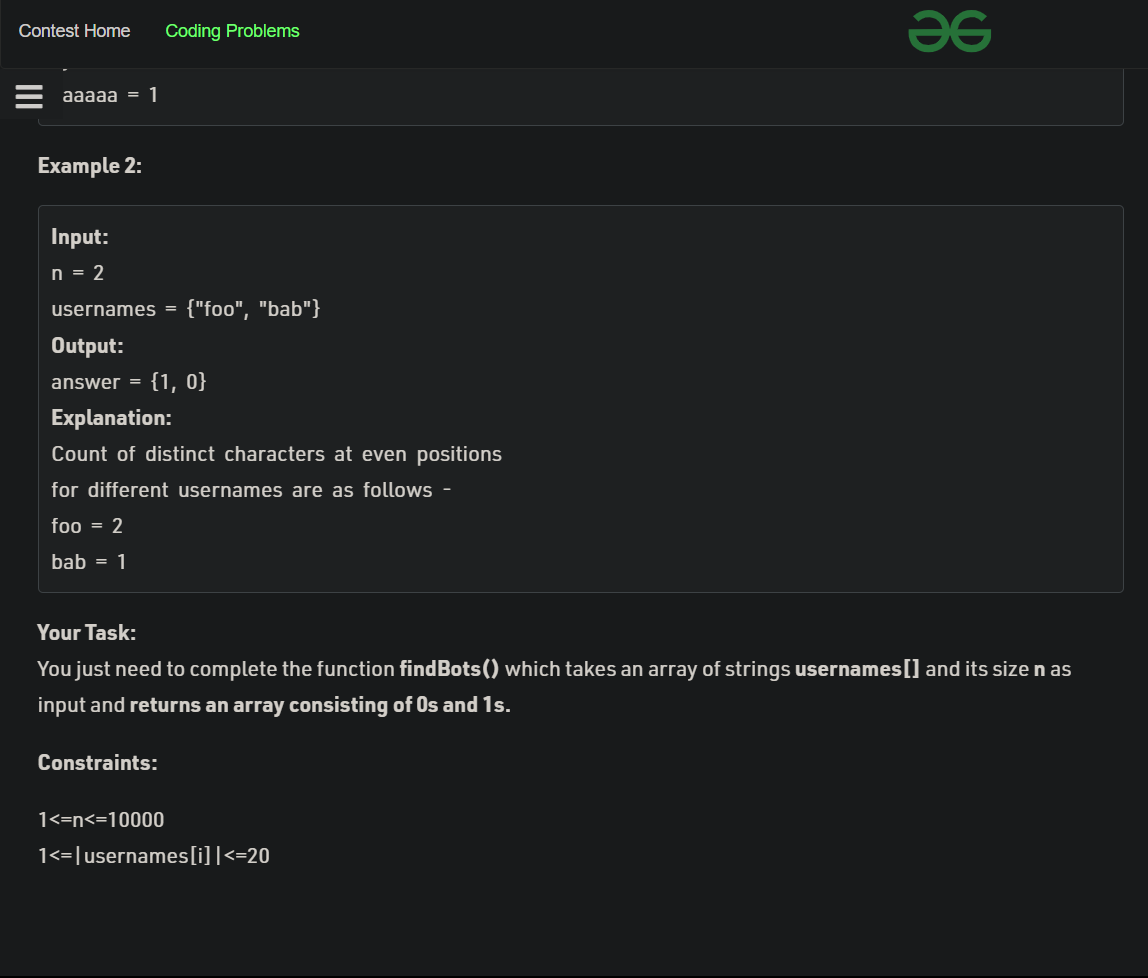 Contest Home Coding Problems
aaaaa = 1
Example 2:
Input:
n = 2
usernames = {"foo", "bab"}
Output:
answer = {1, 0}
Explanation:
Count of distinct characters at even positions
for different usernames are as follows -
foo = 2
bab = 1
Your Task:
You just need to complete the function findBots() which takes an array of strings usernames[] and its size n as
input and returns an array consisting of 0s and 1s.
Constraints:
1<=n<=10000
1<=|usernames[i]|<=20